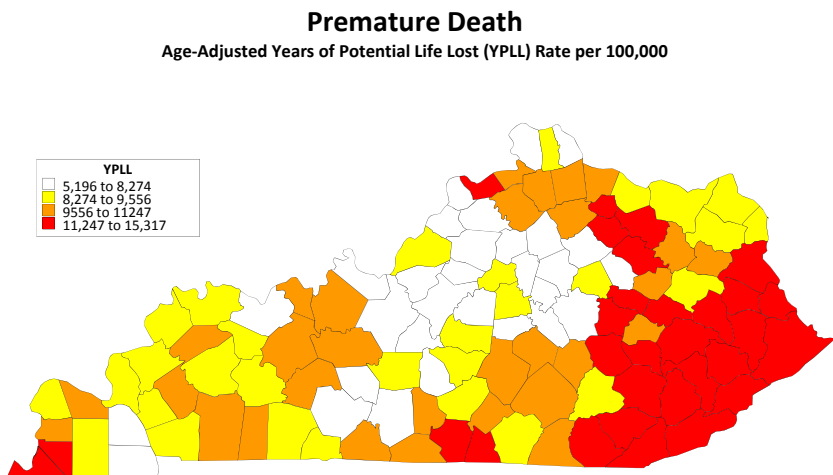 Premature Death
Age-Adjusted Years of Potential Life Lost (YPLL) Rate per 100,000
YPLL
5,196 to 8,274
8,274 to 9,556
9556 to 11247
11,247 to 15,317